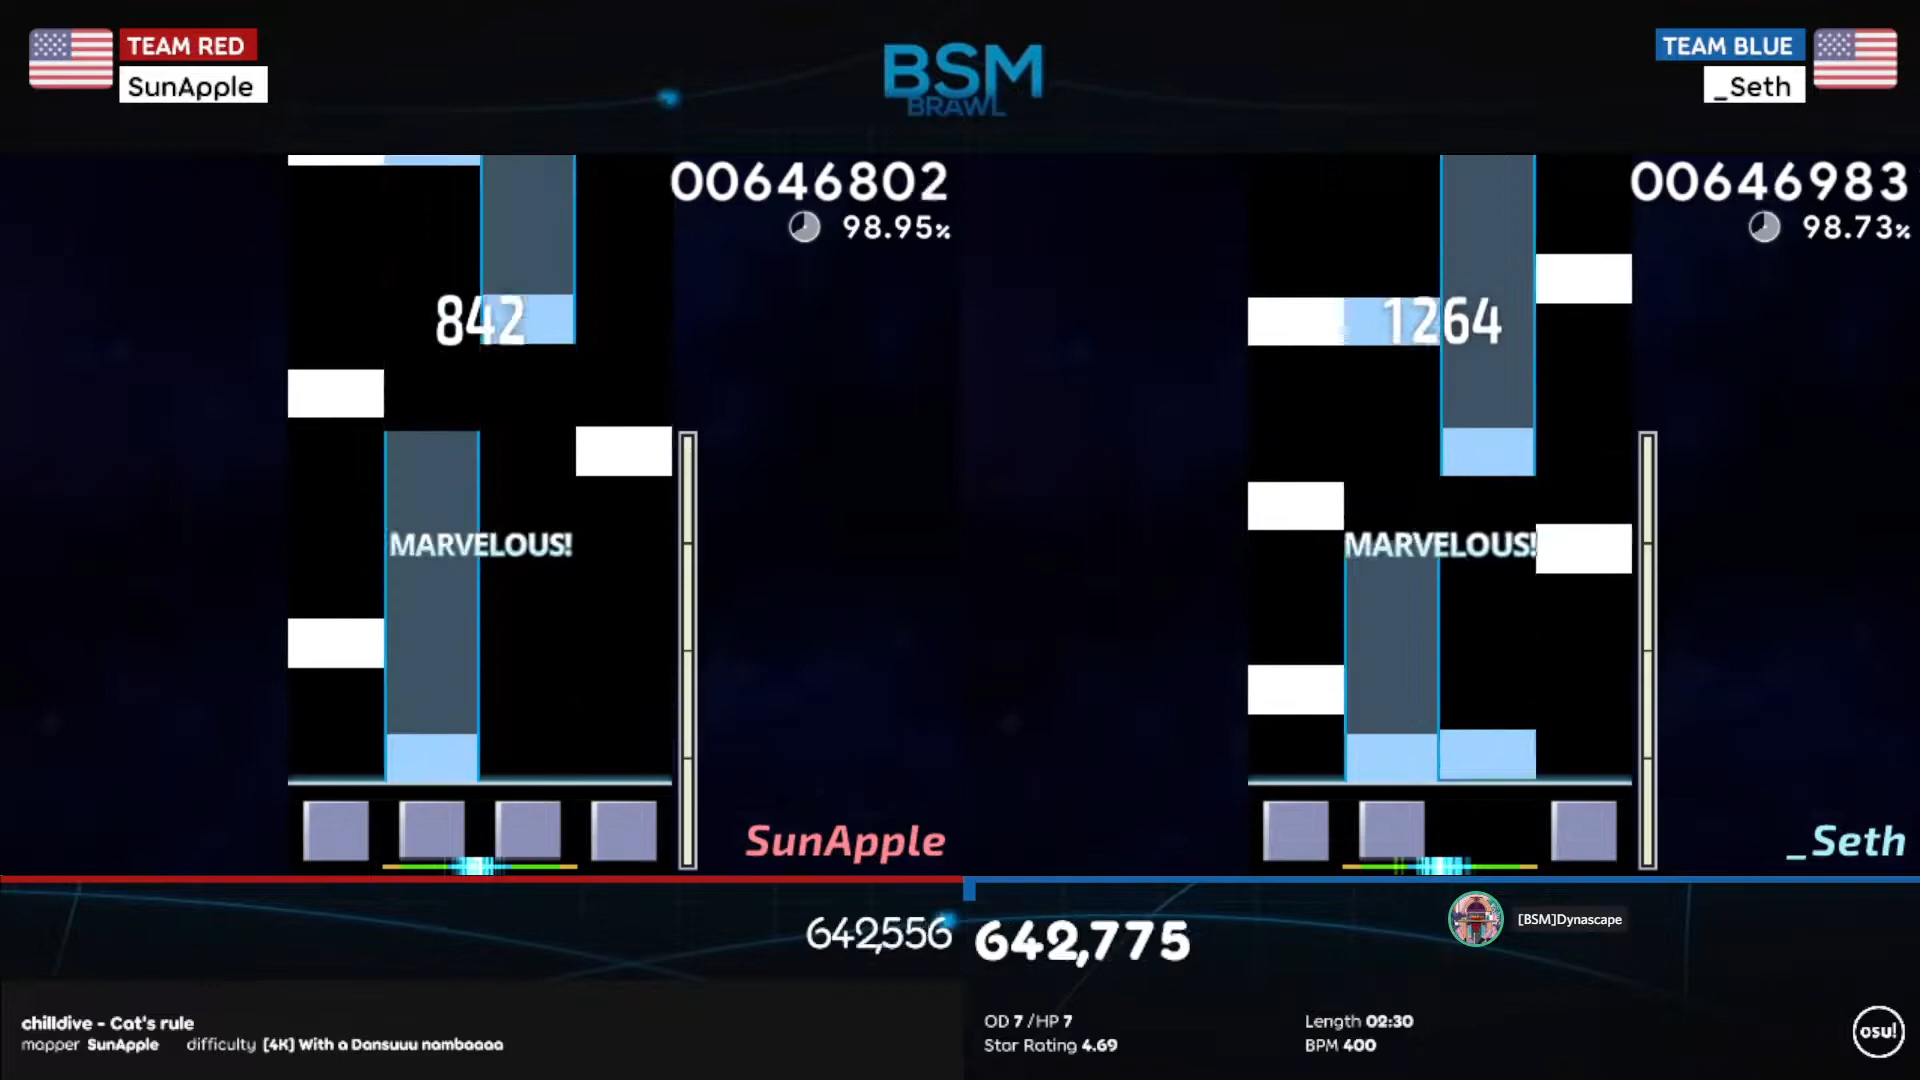 TEAM RED
SunApple
BSM
BRAWL
TEAM BLUE
_Seth
00646802
98.95%
00646983
98.73%
842
1264
MARVELOUS!
MARVELOUS!
SunApple
_Seth
642,556
642,775
[BSM]Dynascape
chilldive - Cat's rule
mapper SunApple difficulty [4K] With a Dansuuu nambaaaa
OD 7 / HP 7
Star Rating 4.69
Length 02:30
BPM 400
osu!